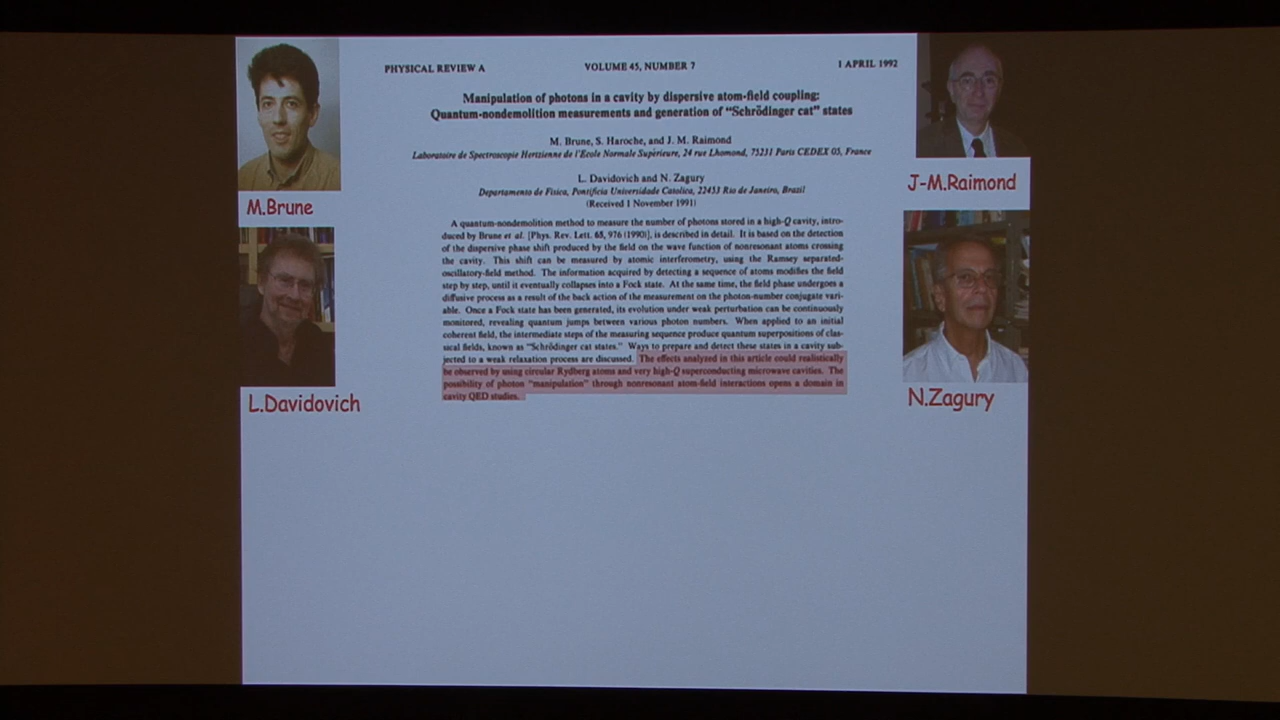 PHYSICAL REVIEW A VOLUME 45, NUMBER 7 1 APRIL 1992
Manipulation of photons in a cavity by dispersive atom-field coupling:
Quantum-nondemolition measurements and generation of "Schrödinger cat" states
M. Brune, S. Haroche, and J. M. Raimond
Laboratoire de Spectroscopie Hertzienne de l'Ecole Normale Supérieure, 24 rue Lhomond, 75231 Paris CEDEX 05, France
L. Davidovich and N. Zagury
Departamento de Fisica, Pontificia Universidade Catolica, 22453 Rio de Janeiro, Brazil
(Received 1 November 1991)
A quantum-nondemolition method to measure the number of photons stored in a high-Q cavity, intro-
duced by Brune et al. [Phys. Rev. Lett. 65, 976 (1990)], is described in detail. It is based on the detection
of the dispersive phase shift produced by the field on the wave function of nonresonant atoms crossing
the cavity. This shift can be measured by atomic interferometry, using the Ramsey separated-
oscillatory-field method. The information acquired by detecting a sequence of atoms modifies the field
step by step, until it eventually collapses into a Fock state. At the same time, the field phase undergoes a
diffusive process as a result of the back action of the measurement on the photon-number conjugate vari-
able. Once a Fock state has been generated, its evolution under weak perturbation can be continuously
monitored, revealing quantum jumps between various photon numbers. When applied to an initial
coherent field, the intermediate steps of the measuring sequence produce quantum superpositions of clas-
sical fields, known as "Schrödinger cat states." Ways to prepare and detect these states in a cavity sub-
jected to a weak relaxation process are discussed. The effects analyzed in this article could realistically
be observed by using circular Rydberg atoms and very high-Q superconducting microwave cavities. The
possibility of photon "manipulation" through nonresonant atom-field interactions opens a domain in
cavity QED studies.
M.Brune
J-M.Raimond
L.Davidovich
N.Zagury